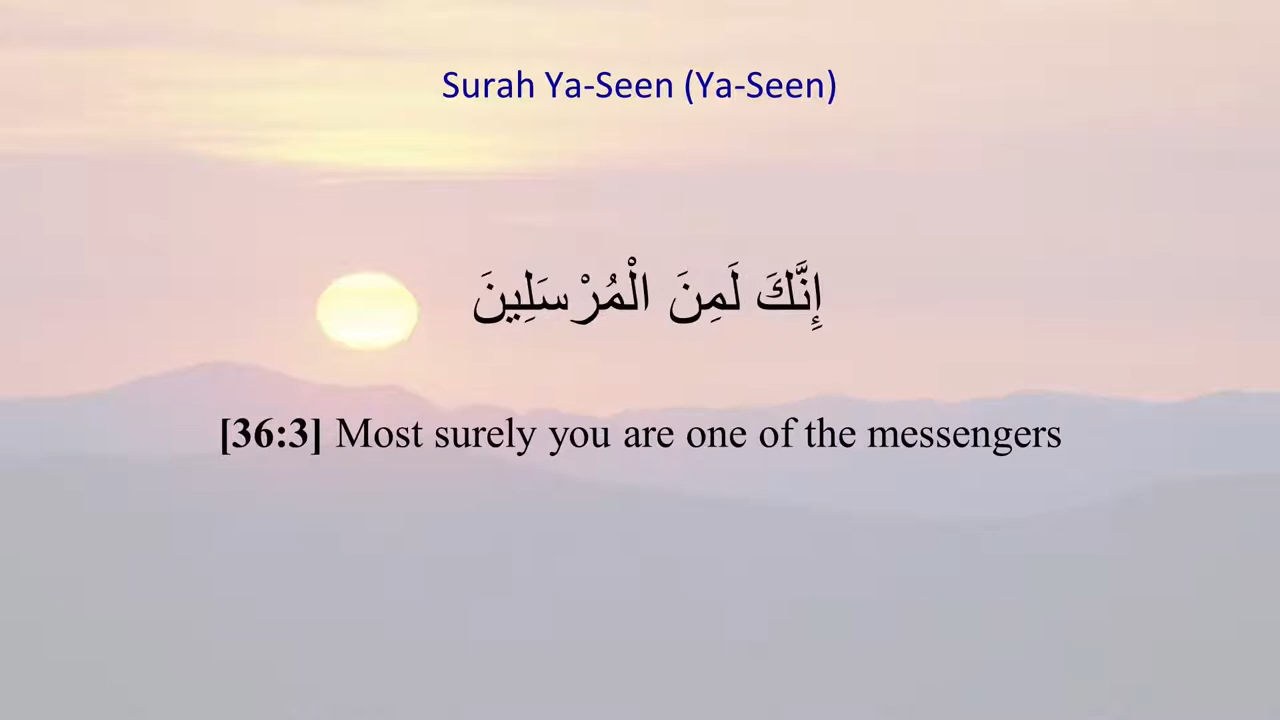 Surah Ya-Seen (Ya-Seen)
إِنَّكَ لَمِنَ الْمُرْسَلِينَ
[36:3] Most surely you are one of the messengers